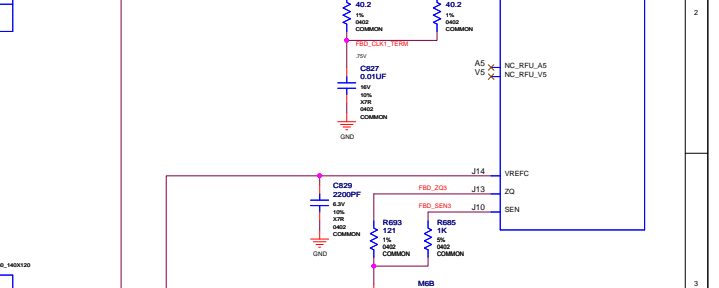 40.2
1%
0402
COMMON
40.2
1%
0402
COMMON
2
FBD_CLK1_TERM
.75V
C827
0.01UF
16V
10%
X7R
0402
COMMON
GND
A5
V5
NC_RFU_A5
NC_RFU_V5
J14
VREFC
J13
ZQ
J10
SEN
FBD_ZQ3
FBD_SEN3
C829
2200PF
6.3V
10%
X7R
0402
COMMON
GND
R693
121
1%
0402
COMMON
R685
1K
5%
0402
COMMON
0_140X120
M6B
3